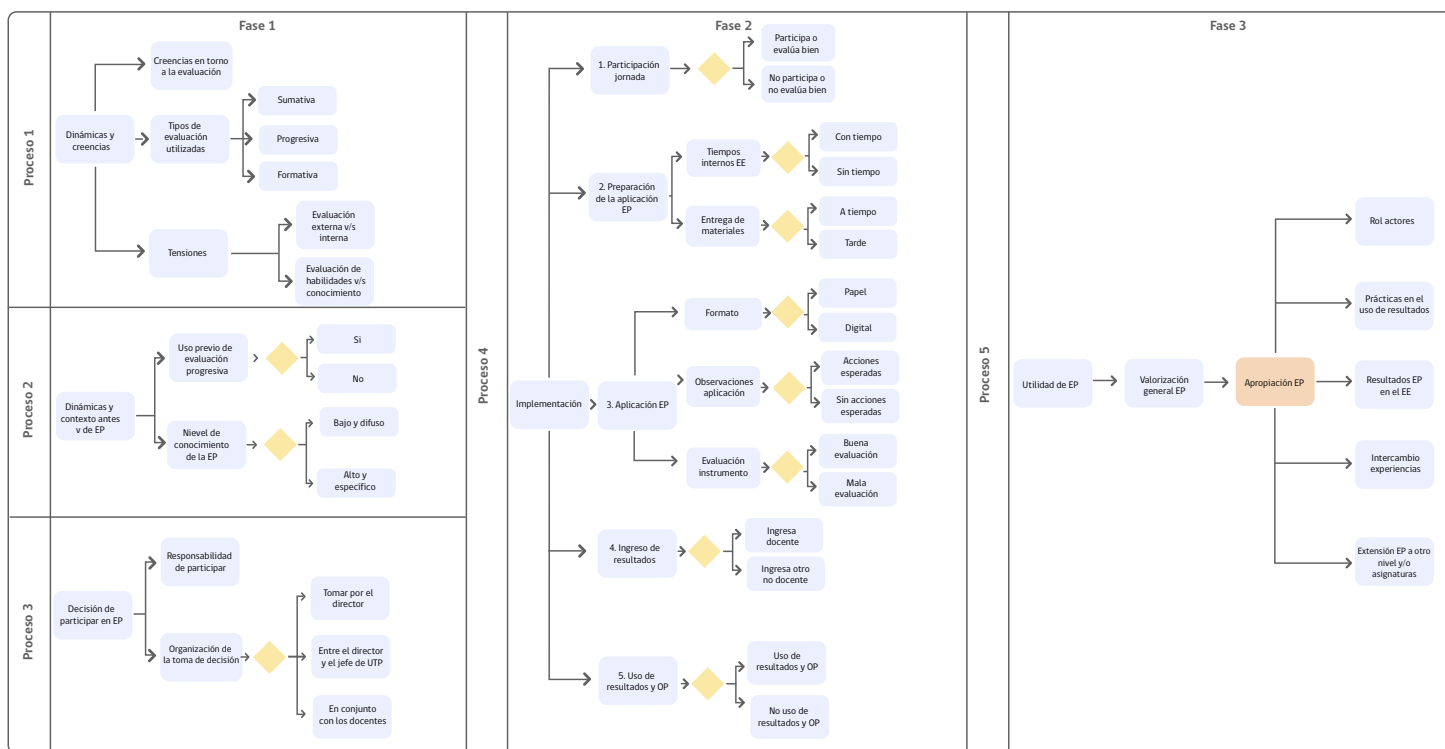 Fase 1
Proceso 1
Dinámicas y
creencias
Creencias en torno
a la evaluación
Tipos de
evaluación
utilizadas
Sumativa
Progresiva
Formativa
Tensiones
Evaluación
externa v/s
interna
Evaluación de
habilidades v/s
conocimiento
Proceso 2
Dinámicas y
contexto antes
v de EP
Uso previo de
evaluación
progresiva
Si
No
Nievel de
conocimiento
de la EP
Bajo y difuso
Alto y
específico
Proceso 3
Decisión de
participar en EP
Responsabilidad
de participar
Organización de
la toma de decisión
Tomar por el
director
Entre el director
y el jefe de UTP
En conjunto
con los docentes
Fase 2
Proceso 4
Implementación
1. Participación
jornada
Participa o
evalúa bien
No participa o
no evalúa bien
2. Preparación
de la aplicación
EP
Tiempos
internos EE
Con tiempo
Sin tiempo
Entrega de
materiales
A tiempo
Tarde
3. Aplicación EP
Formato
Papel
Digital
Observaciones
aplicación
Acciones
esperadas
Sin acciones
esperadas
Evaluación
instrumento
Buena
evaluación
Mala
evaluación
4. Ingreso de
resultados
Ingresa
docente
Ingresa otro
no docente
5. Uso de
resultados y OP
Uso de
resultados y OP
No uso de
resultados y OP
Fase 3
Proceso 5
Utilidad de EP
Valorización
general EP
Apropiación EP
Rol actores
Prácticas en el
uso de resultados
Resultados EP
en el EE
Intercambio
experiencias
Extensión EP a otro
nivel y/o
asignaturas